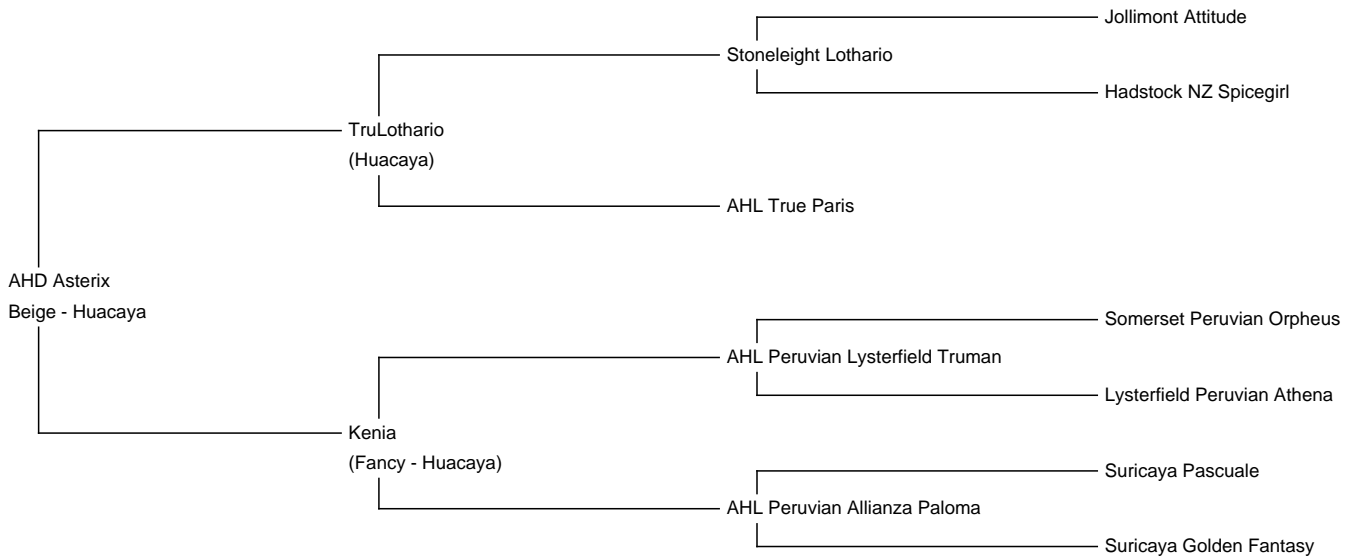 Jollimont Attitude
Stoneleight Lothario
Hadstock NZ Spicegirl
TruLothario
(Huacaya)
AHL True Paris
AHD Asterix
Beige - Huacaya
Somerset Peruvian Orpheus
AHL Peruvian Lysterfield Truman
Lysterfield Peruvian Athena
Kenia
(Fancy - Huacaya)
Suricaya Pascuale
AHL Peruvian Allianza Paloma
Suricaya Golden Fantasy